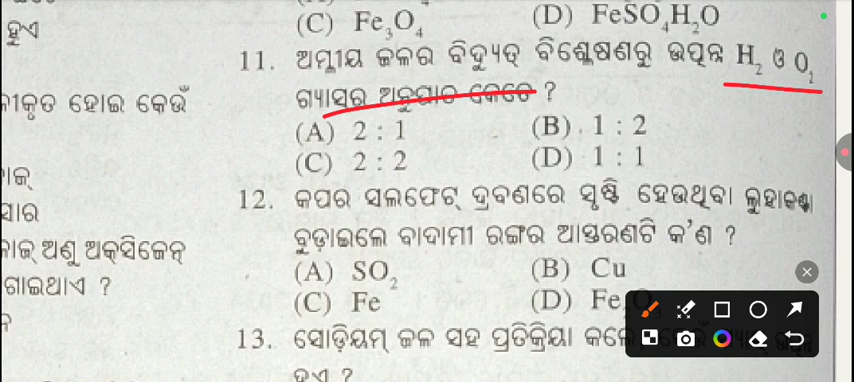 ହୁଏ
(C) Fe₃O₄ (D) FeSO₄H₂O
11. ଅମ୍ଳୀୟ ଜଳର ବିଦ୍ୟୁତ୍ ବିଶ୍ଳେଷଣରୁ ଉତ୍ପନ୍ନ H₂ ଓ O₂
ଗ୍ୟାସର ଅନୁପାତ କେତେ ?
କେଉଁ ହୋଇ
(A) 2 : 1 (B) 1 : 2
(C) 2 : 2 (D) 1 : 1
12. କପର ସଲଫେଟ୍ ଦ୍ରବଣରେ ସୃଷ୍ଟି ହେଉଥିବା ଲୁହାକଣ୍ଟା
ବୁଡ଼ାଇଲେ ବାଦାମୀ ରଙ୍ଗର ଆସ୍ତରଣଟି କ'ଣ ?
ଅଣୁ ଅକ୍ସିଜେନ୍
(A) SO₂ (B) Cu
(C) Fe (D) Fe
13. ସୋଡ଼ିୟମ୍ ଜଳ ସହ ପ୍ରତିକ୍ରିୟା କଲେ
ହୁଏ ?